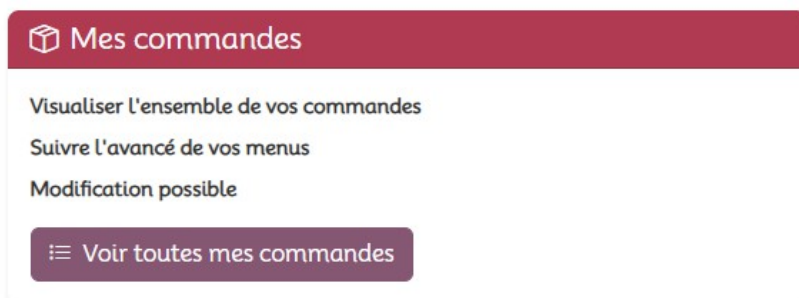 Mes commandes
Visualiser l'ensemble de vos commandes
Suivre l'avancé de vos menus
Modification possible
Voir toutes mes commandes